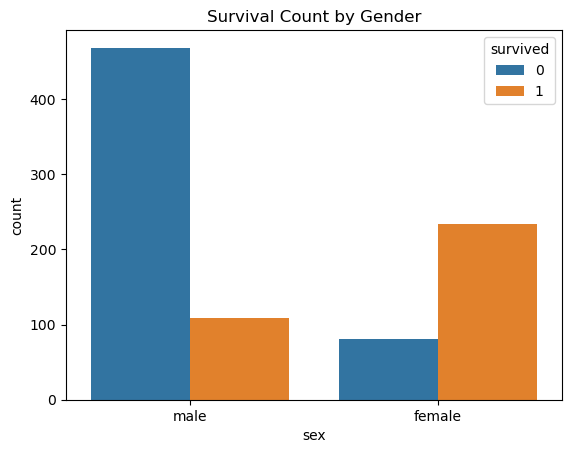 Survival Count by Gender
survived
0
1
400
300
200
100
0
count
male
female
sex